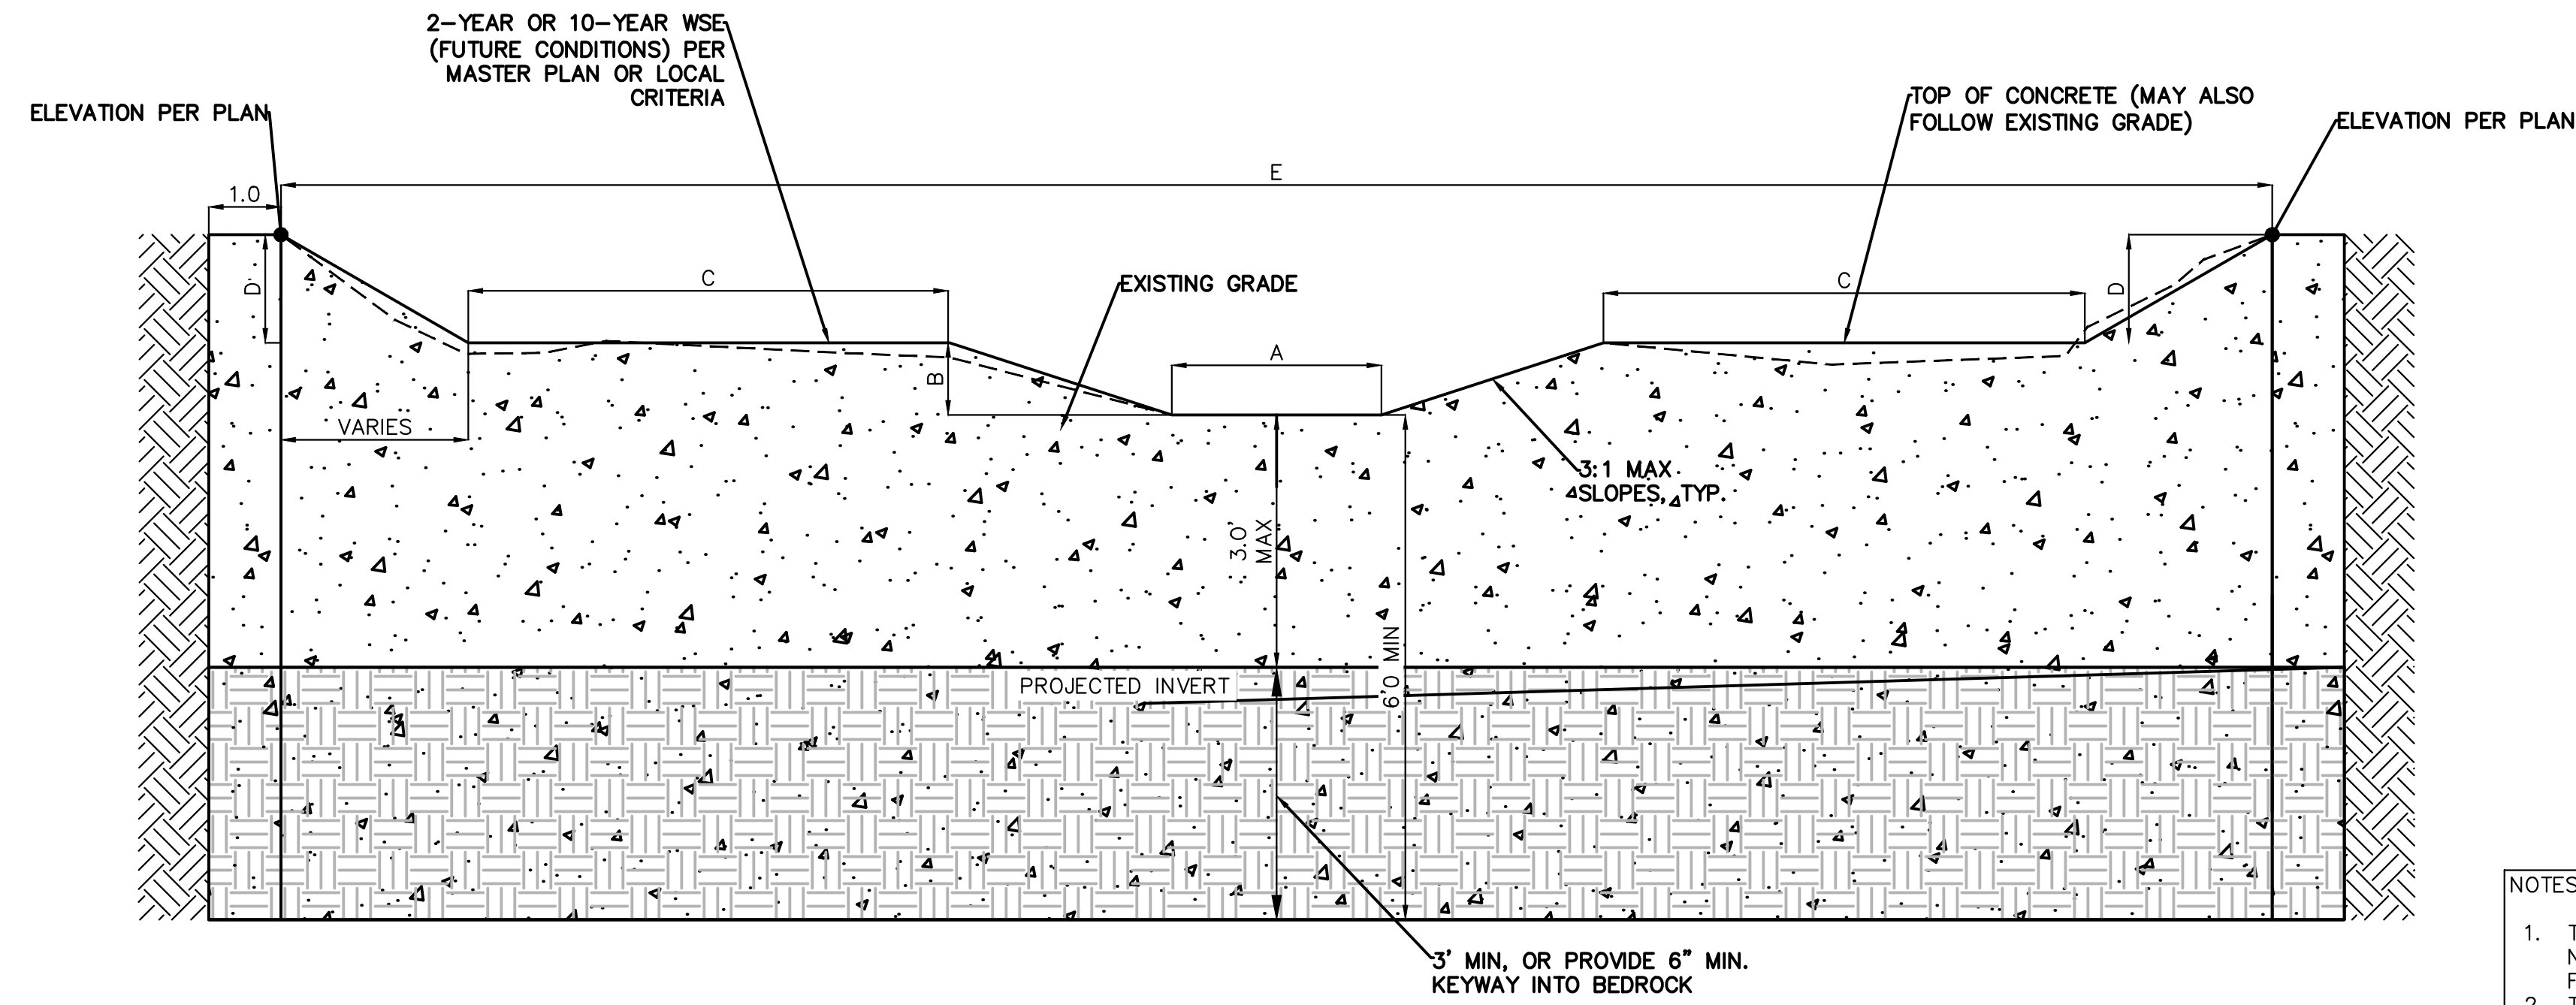 2-YEAR OR 10-YEAR WSE
(FUTURE CONDITIONS) PER
MASTER PLAN OR LOCAL
CRITERIA
ELEVATION PER PLAN
TOP OF CONCRETE (MAY ALSO
FOLLOW EXISTING GRADE)
ELEVATION PER PLAN
E
1.0
D
C
EXISTING GRADE
C
D
A
B
VARIES
3:1 MAX
SLOPES, TYP.
3.0'
MAX
6'0 MIN
PROJECTED INVERT
3' MIN, OR PROVIDE 6" MIN.
KEYWAY INTO BEDROCK
NOTES
1.
2.